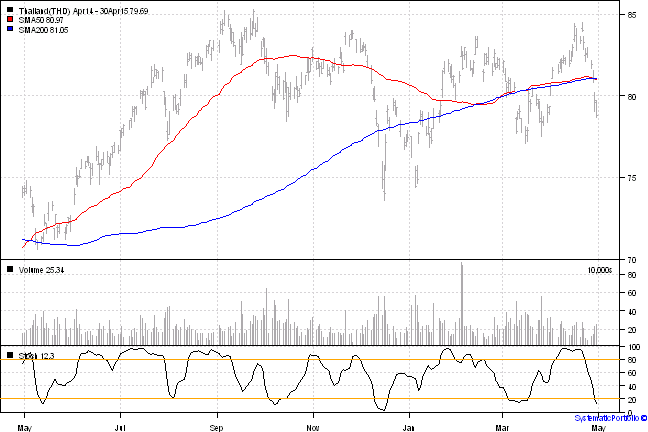 Thailand(THD) Apr14 - 30Apr15 79.69
SMA50 80.97
SMA200 81.05
85
80
75
70
Volume 25.34
10,000s
80
60
40
20
Stoch 12.3
100
80
60
40
20
0
May Jul Sep Nov Jan Mar May
SystematicPortfolio ©